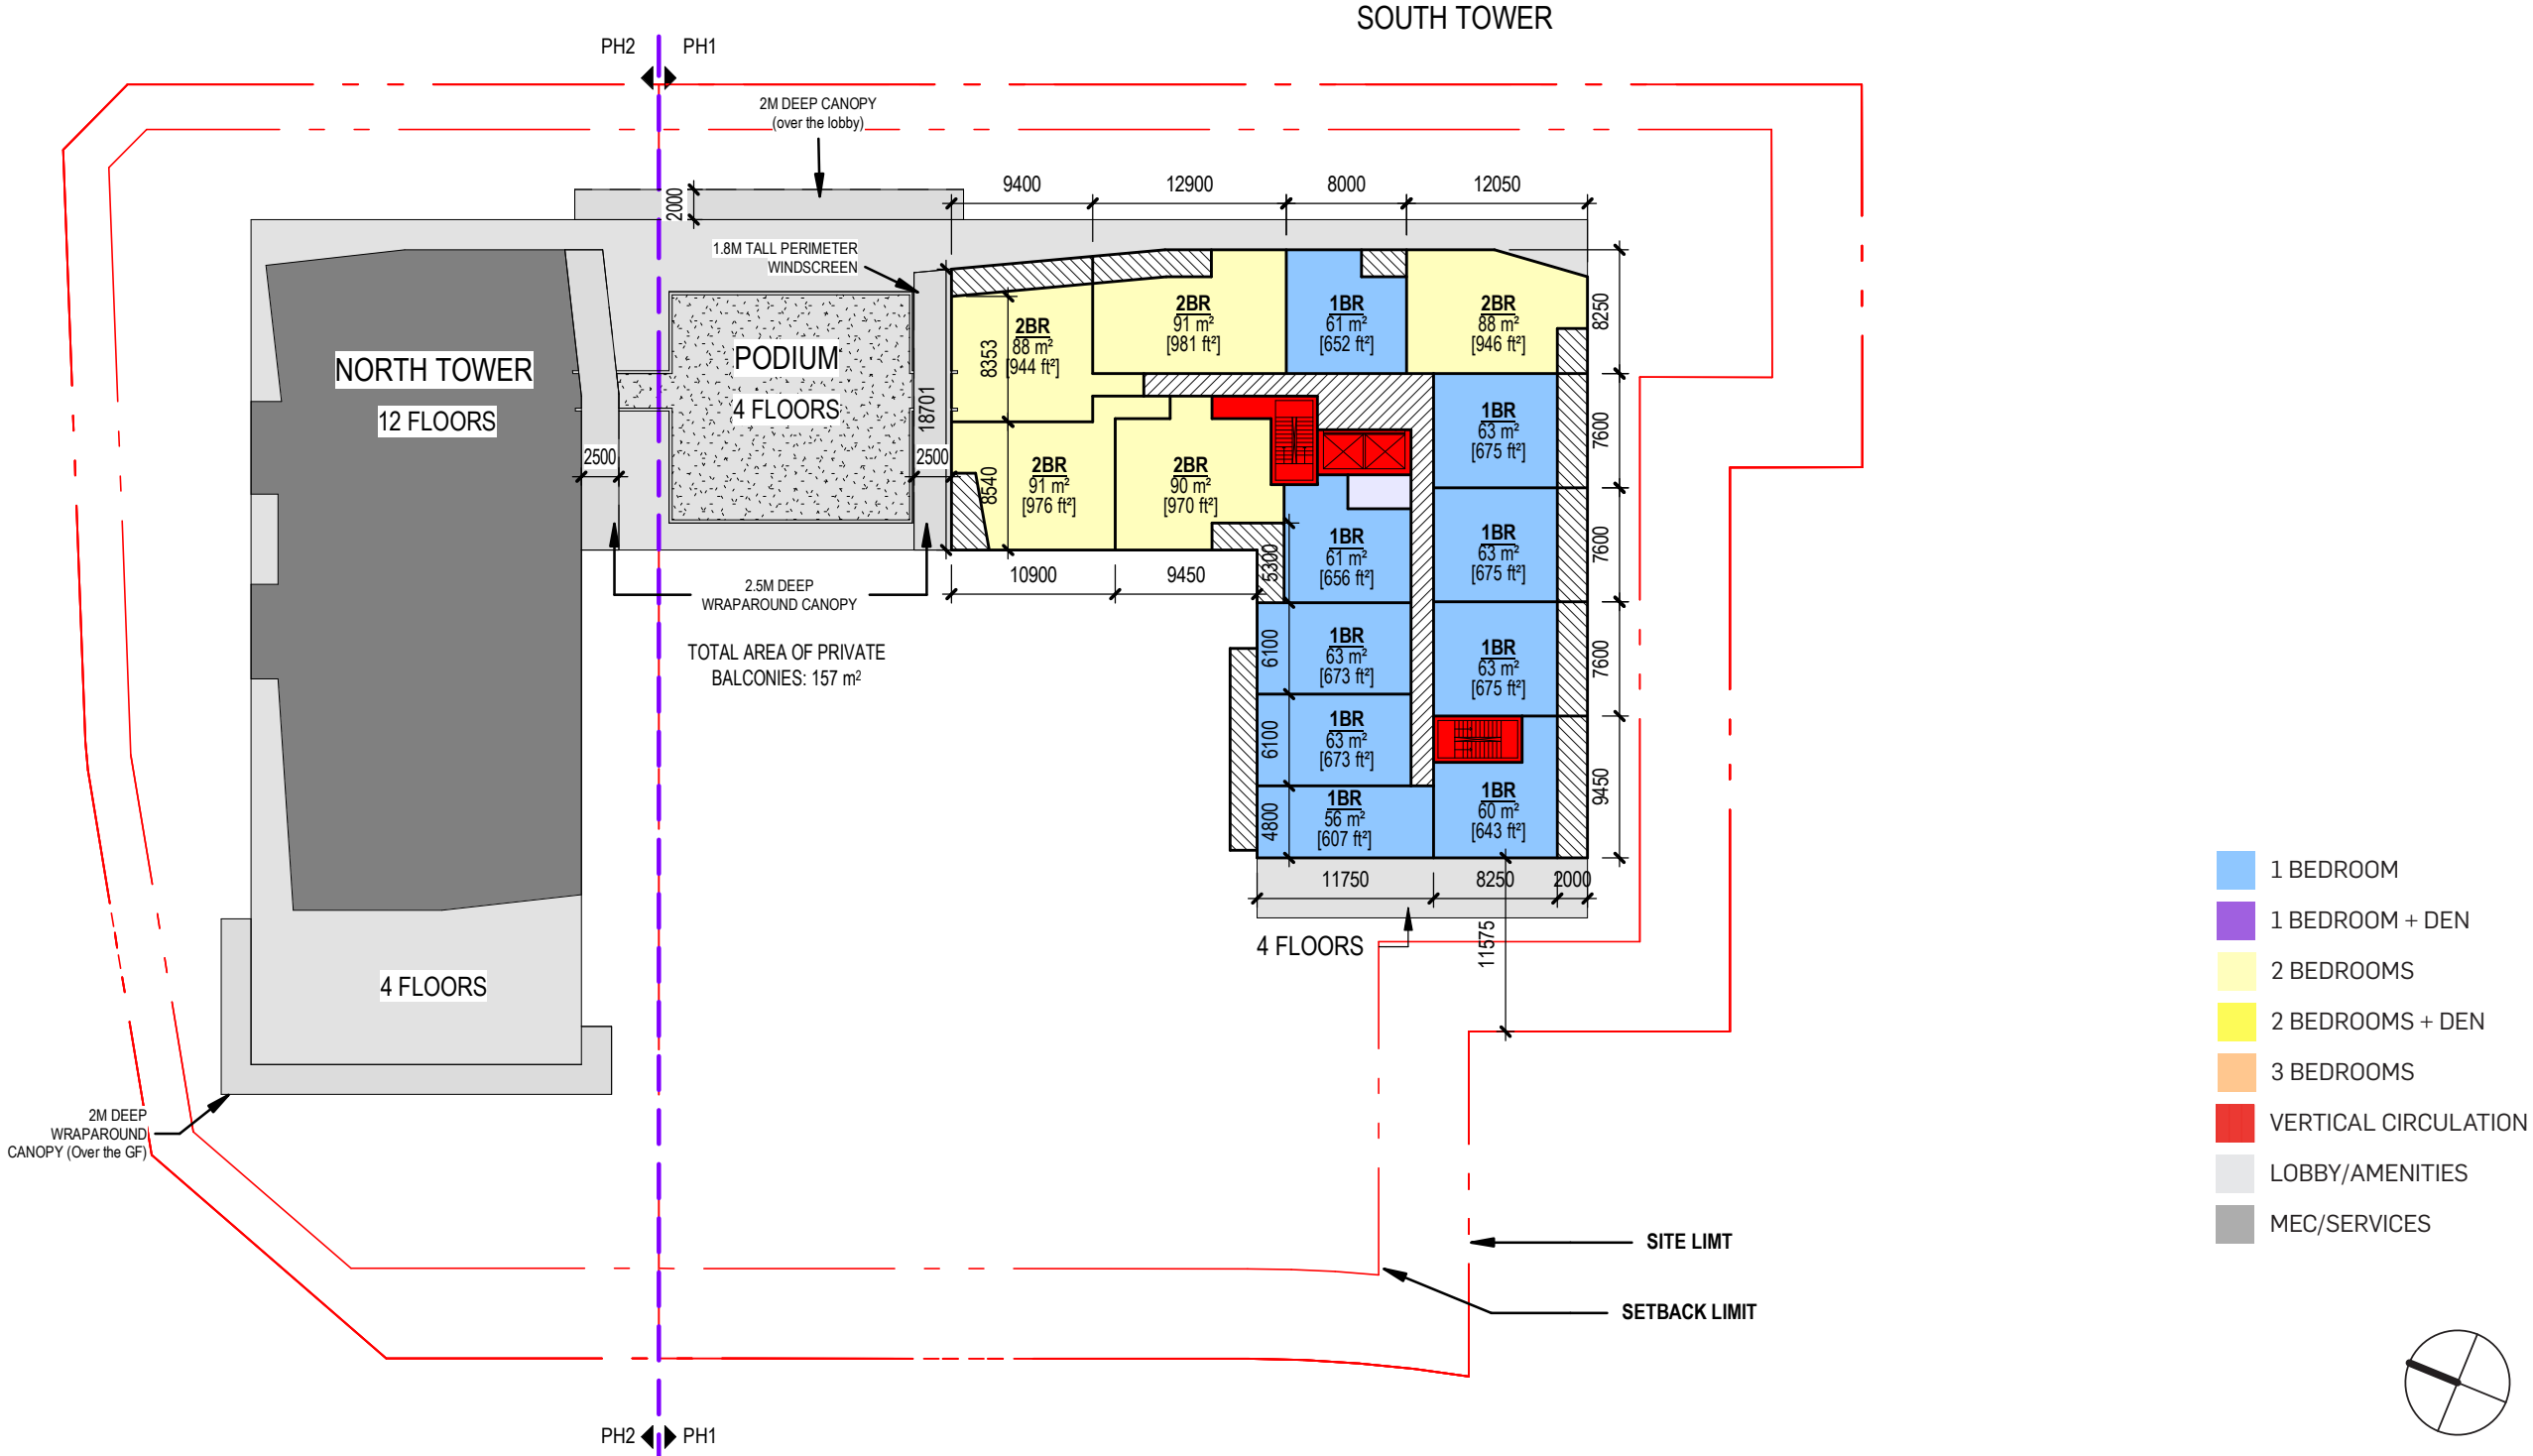 SOUTH TOWER
PH2
PH1
2M DEEP CANOPY
(over the lobby)
9400
12900
8000
12050
2000
1.8M TALL PERIMETER
WINDSCREEN
NORTH TOWER
12 FLOORS
PODIUM
4 FLOORS
2500
2500
18701
8353
8540
2BR
88 m²
[944 ft²]
2BR
91 m²
[981 ft²]
1BR
61 m²
[652 ft²]
2BR
88 m²
[946 ft²]
8250
1BR
63 m²
[675 ft²]
7600
2BR
91 m²
[976 ft²]
2BR
90 m²
[970 ft²]
1BR
61 m²
[656 ft²]
1BR
63 m²
[675 ft²]
7600
5300
10900
9450
2.5M DEEP
WRAPAROUND CANOPY
TOTAL AREA OF PRIVATE
BALCONIES: 157 m²
6100
1BR
63 m²
[673 ft²]
1BR
63 m²
[675 ft²]
7600
6100
1BR
63 m²
[673 ft²]
4800
1BR
56 m²
[607 ft²]
1BR
60 m²
[643 ft²]
9450
11750
8250
2000
4 FLOORS
11575
4 FLOORS
2M DEEP
WRAPAROUND
CANOPY (Over the GF)
SITE LIMT
SETBACK LIMIT
PH2
PH1
1 BEDROOM
1 BEDROOM + DEN
2 BEDROOMS
2 BEDROOMS + DEN
3 BEDROOMS
VERTICAL CIRCULATION
LOBBY/AMENITIES
MEC/SERVICES